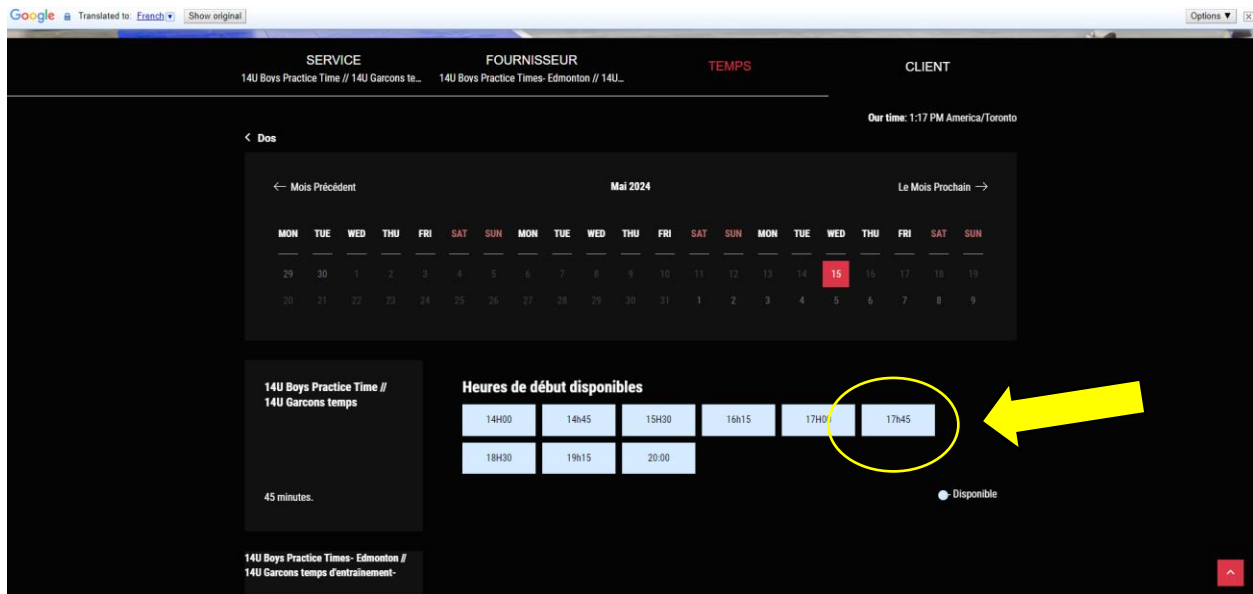 Google Translated to: French Show original Options ▼
SERVICE FOURNISSEUR TEMPS CLIENT
14U Boys Practice Time // 14U Garcons te... 14U Boys Practice Times- Edmonton // 14U...
Our time: 1:17 PM America/Toronto
< Dos
← Mois Précédent Mai 2024 Le Mois Prochain →
MON TUE WED THU FRI SAT SUN MON TUE WED THU FRI SAT SUN MON TUE WED THU FRI SAT SUN
29 30 1 2 3 4 5 6 7 8 9 10 11 12 13 14 15 16 17 18 19
20 21 22 23 24 25 26 27 28 29 30 31 1 2 3 4 5 6 7 8 9
14U Boys Practice Time //
14U Garcons temps
45 minutes.
Heures de début disponibles
14H00 14h45 15H30 16h15 17H00 17h45
18H30 19h15 20:00
Disponible
14U Boys Practice Times- Edmonton //
14U Garcons temps d'entraînement-